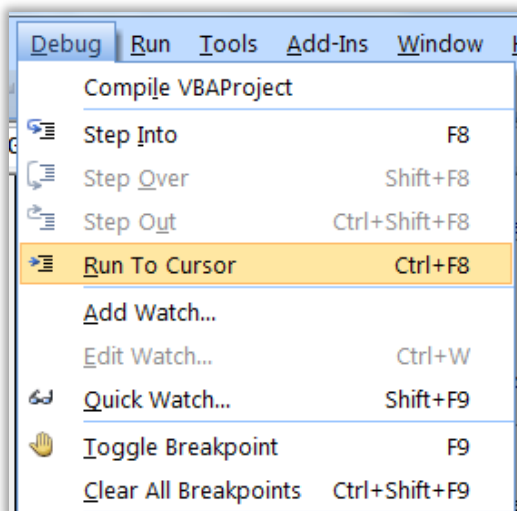 Debug Run Tools Add-Ins Window
Compile VBAProject
Step Into F8
Step Over Shift+F8
Step Out Ctrl+Shift+F8
Run To Cursor Ctrl+F8
Add Watch...
Edit Watch... Ctrl+W
Quick Watch... Shift+F9
Toggle Breakpoint F9
Clear All Breakpoints Ctrl+Shift+F9